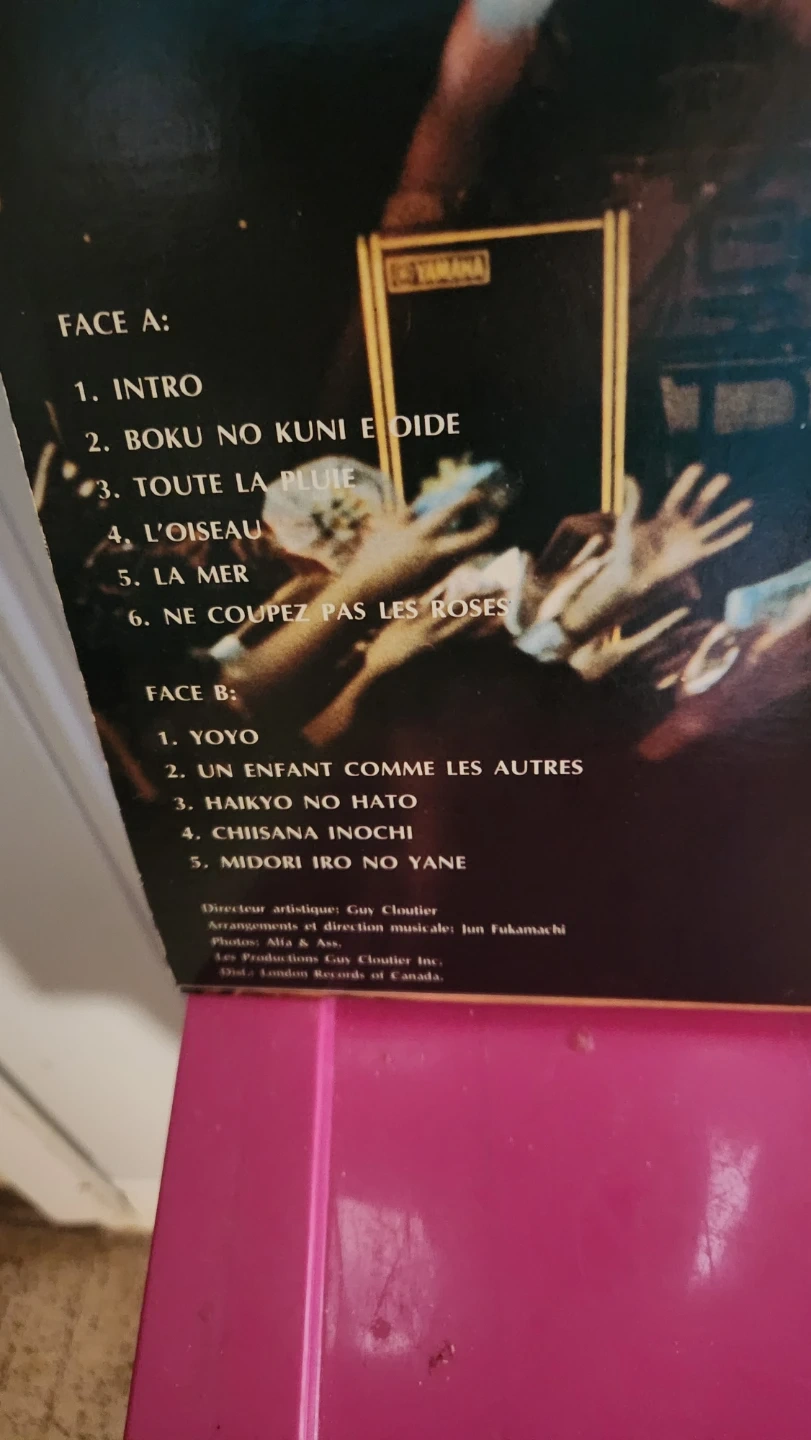 YAMAHA
FACE A:
1. INTRO
2. BOKU NO KUNI E OIDE
3. TOUTE LA PLUIE
4. L'OISEAU
5. LA MER
6. NE COUPEZ PAS LES ROSES
FACE B:
1. YOYO
2. UN ENFANT COMME LES AUTRES
3. HAIKYO NO HATO
4. CHIISANA INOCHI
5. MIDORI IRO NO YANE
Directeur artistique: Guy Cloutier
Arrangements et direction musicale: Jun Fukamachi
Photos: Alfa & Ass.
Les Productions Guy Cloutier Inc.
Dist. London Records of Canada.